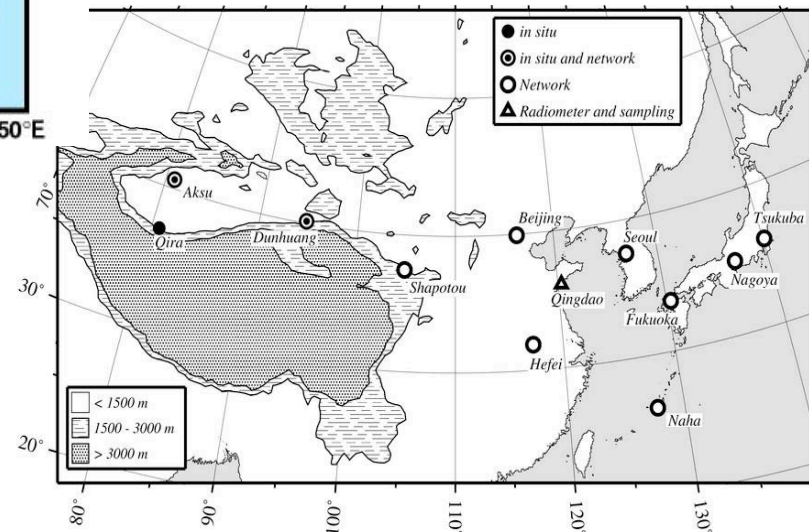 50°E
in situ
in situ and network
Network
Radiometer and sampling
70°
Aksu
Qira
Dunhuang
Shapotou
Beijing
Seoul
Tsukuba
Nagoya
Qingdao
Fukuoka
Hefei
Naha
30°
20°
< 1500 m
1500 - 3000 m
> 3000 m
80°
90°
100°
110°
120°
130°